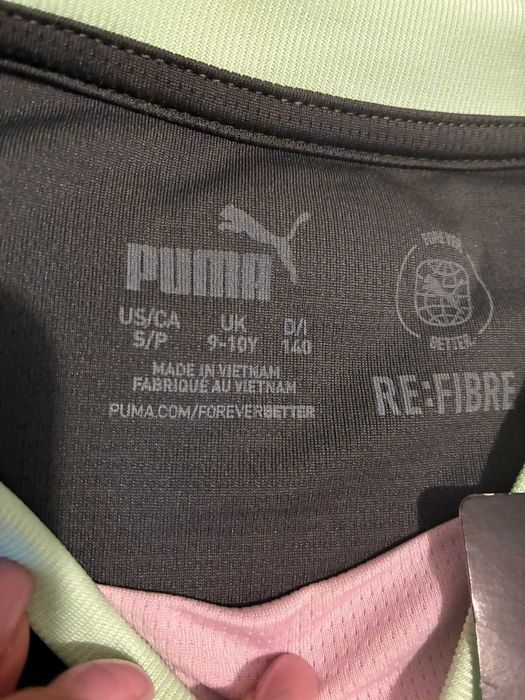 PUMA
US/CA UK D/I
S/P 9-10Y 140
MADE IN VIETNAM
FABRIQUÉ AU VIETNAM
PUMA.COM/FOREVERBETTER
FOREVER
BETTER
RE:FIBRE